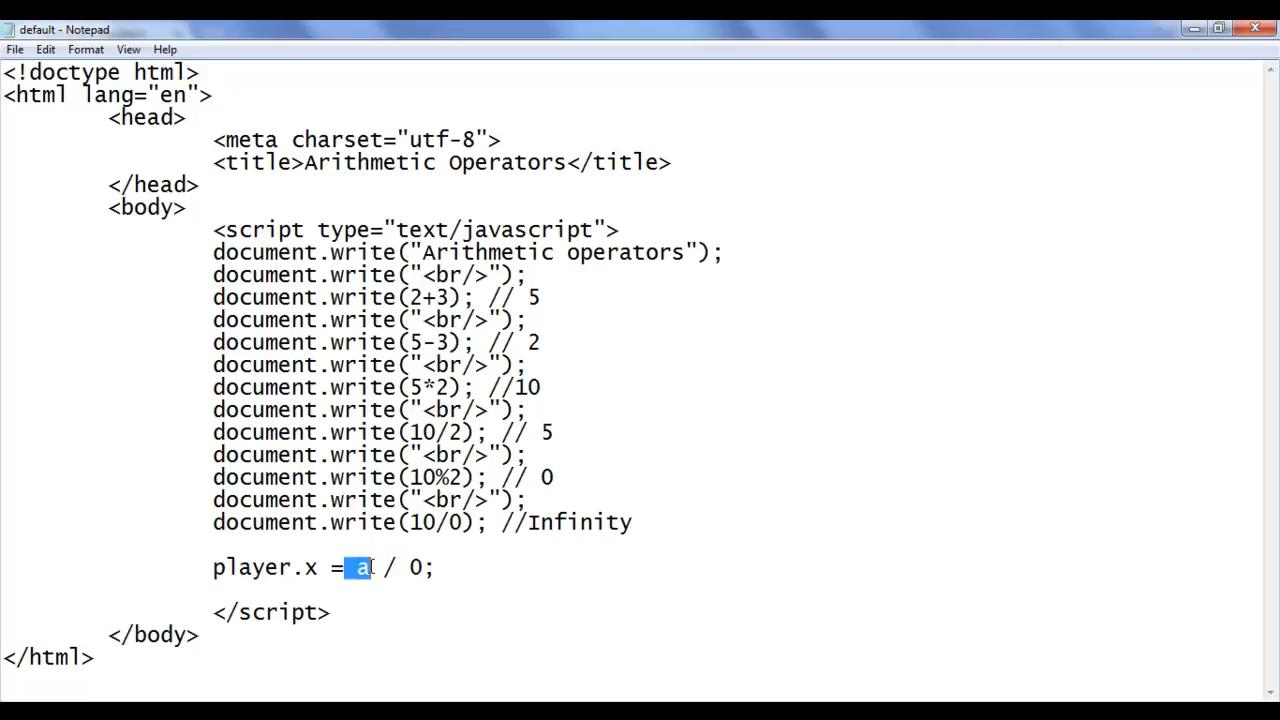 default - Notepad
File Edit Format View Help
<!doctype html>
<html lang="en">
<head>
<meta charset="utf-8">
<title>Arithmetic Operators</title>
</head>
<body>
<script type="text/javascript">
document.write("Arithmetic operators");
document.write("<br/>");
document.write(2+3); // 5
document.write("<br/>");
document.write(5-3); // 2
document.write("<br/>");
document.write(5*2); //10
document.write("<br/>");
document.write(10/2); // 5
document.write("<br/>");
document.write(10%2); // 0
document.write("<br/>");
document.write(10/0); //Infinity
player.x = a / 0;
</script>
</body>
</html>